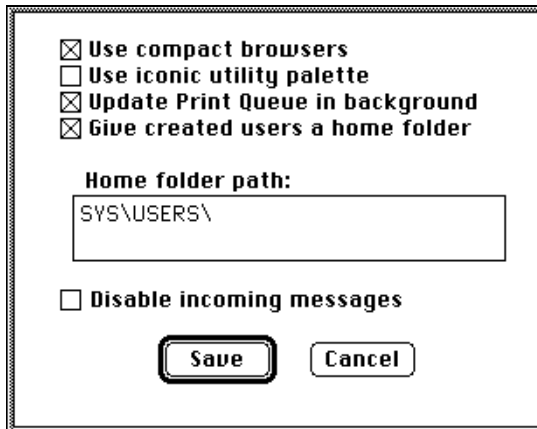 Use compact browsers
Use iconic utility palette
Update Print Queue in background
Give created users a home folder
Home folder path:
SYS\USERS\
Disable incoming messages
Save Cancel